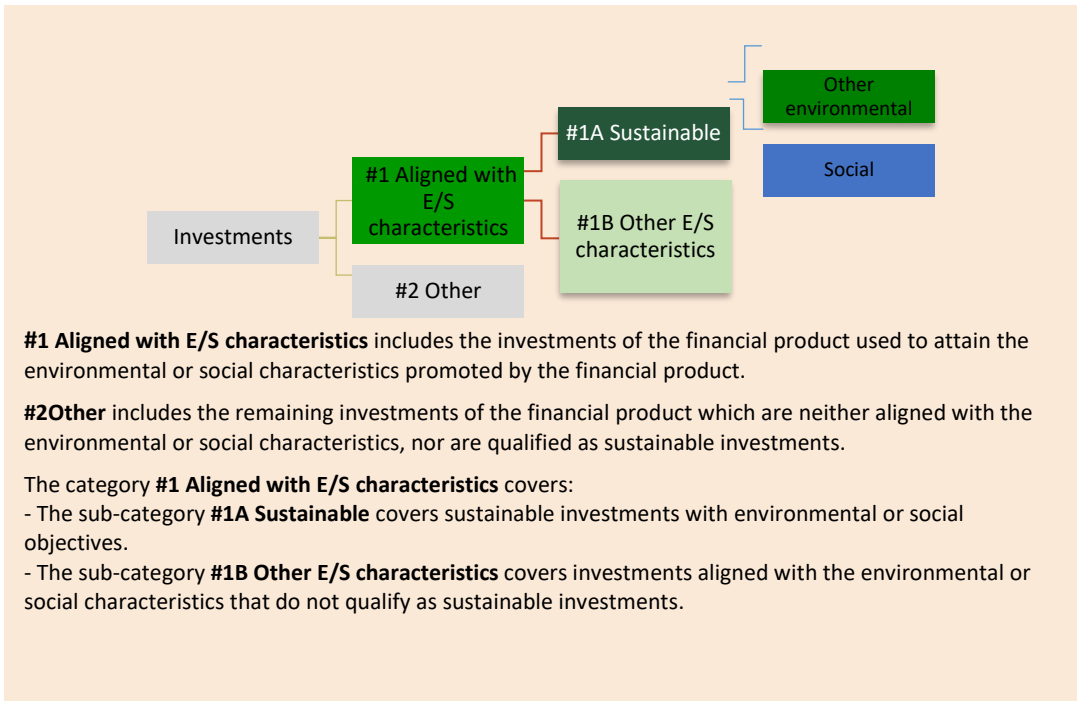 Other
environmental
#1A Sustainable
Social
#1 Aligned with
E/S
characteristics
#1B Other E/S
characteristics
Investments
#2 Other
#1 Aligned with E/S characteristics includes the investments of the financial product used to attain the
environmental or social characteristics promoted by the financial product.
#2Other includes the remaining investments of the financial product which are neither aligned with the
environmental or social characteristics, nor are qualified as sustainable investments.
The category #1 Aligned with E/S characteristics covers:
- The sub-category #1A Sustainable covers sustainable investments with environmental or social
objectives.
- The sub-category #1B Other E/S characteristics covers investments aligned with the environmental or
social characteristics that do not qualify as sustainable investments.